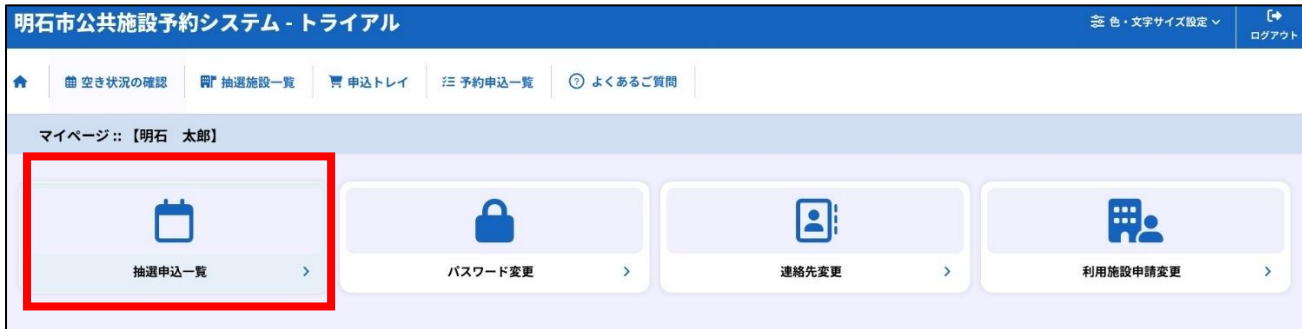 明石市公共施設予約システム - トライアル
色・文字サイズ設定
ログアウト
空き状況の確認 抽選施設一覧 申込トレイ 予約申込一覧 よくあるご質問
マイページ :: 【明石　太郎】
抽選申込一覧
パスワード変更
連絡先変更
利用施設申請変更